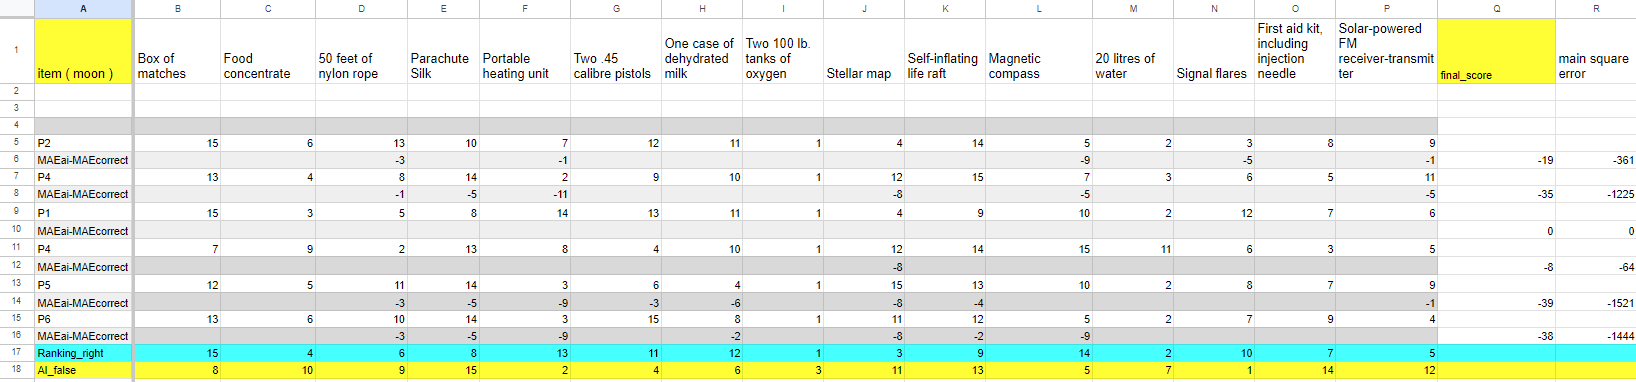 A B C D E F G H I J K L M N O P Q R
1 item ( moon ) Box of matches Food concentrate 50 feet of nylon rope Parachute Silk Portable heating unit Two .45 calibre pistols One case of dehydrated milk Two 100 lb. tanks of oxygen Stellar map Self-inflating life raft Magnetic compass 20 litres of water Signal flares First aid kit, including injection needle Solar-powered FM receiver-transmitter final_score main square error
2
3
4
5 P2 15 6 13 10 7 12 11 1 4 14 5 2 3 8 9
6 MAEai-MAEcorrect -3 -1 -9 -5 -1 -19 -361
7 P4 13 4 8 14 2 9 10 1 12 15 7 3 6 5 11
8 MAEai-MAEcorrect -1 -5 -11 -8 -5 -5 -35 -1225
9 P1 15 3 5 8 14 13 11 1 4 9 10 2 12 7 6
10 MAEai-MAEcorrect 0 0
11 P4 7 9 2 13 8 4 10 1 12 14 15 11 6 3 5
12 MAEai-MAEcorrect -8 -8 -64
13 P5 12 5 11 14 3 6 4 1 15 13 10 2 8 7 9
14 MAEai-MAEcorrect -3 -5 -9 -3 -6 -8 -4 -1 -39 -1521
15 P6 13 6 10 14 3 15 8 1 11 12 5 2 7 9 4
16 MAEai-MAEcorrect -3 -5 -9 -2 -8 -2 -9 -38 -1444
17 Ranking_right 15 4 6 8 13 11 12 1 3 9 14 2 10 7 5
18 AI_false 8 10 9 15 2 4 6 3 11 13 5 7 1 14 12